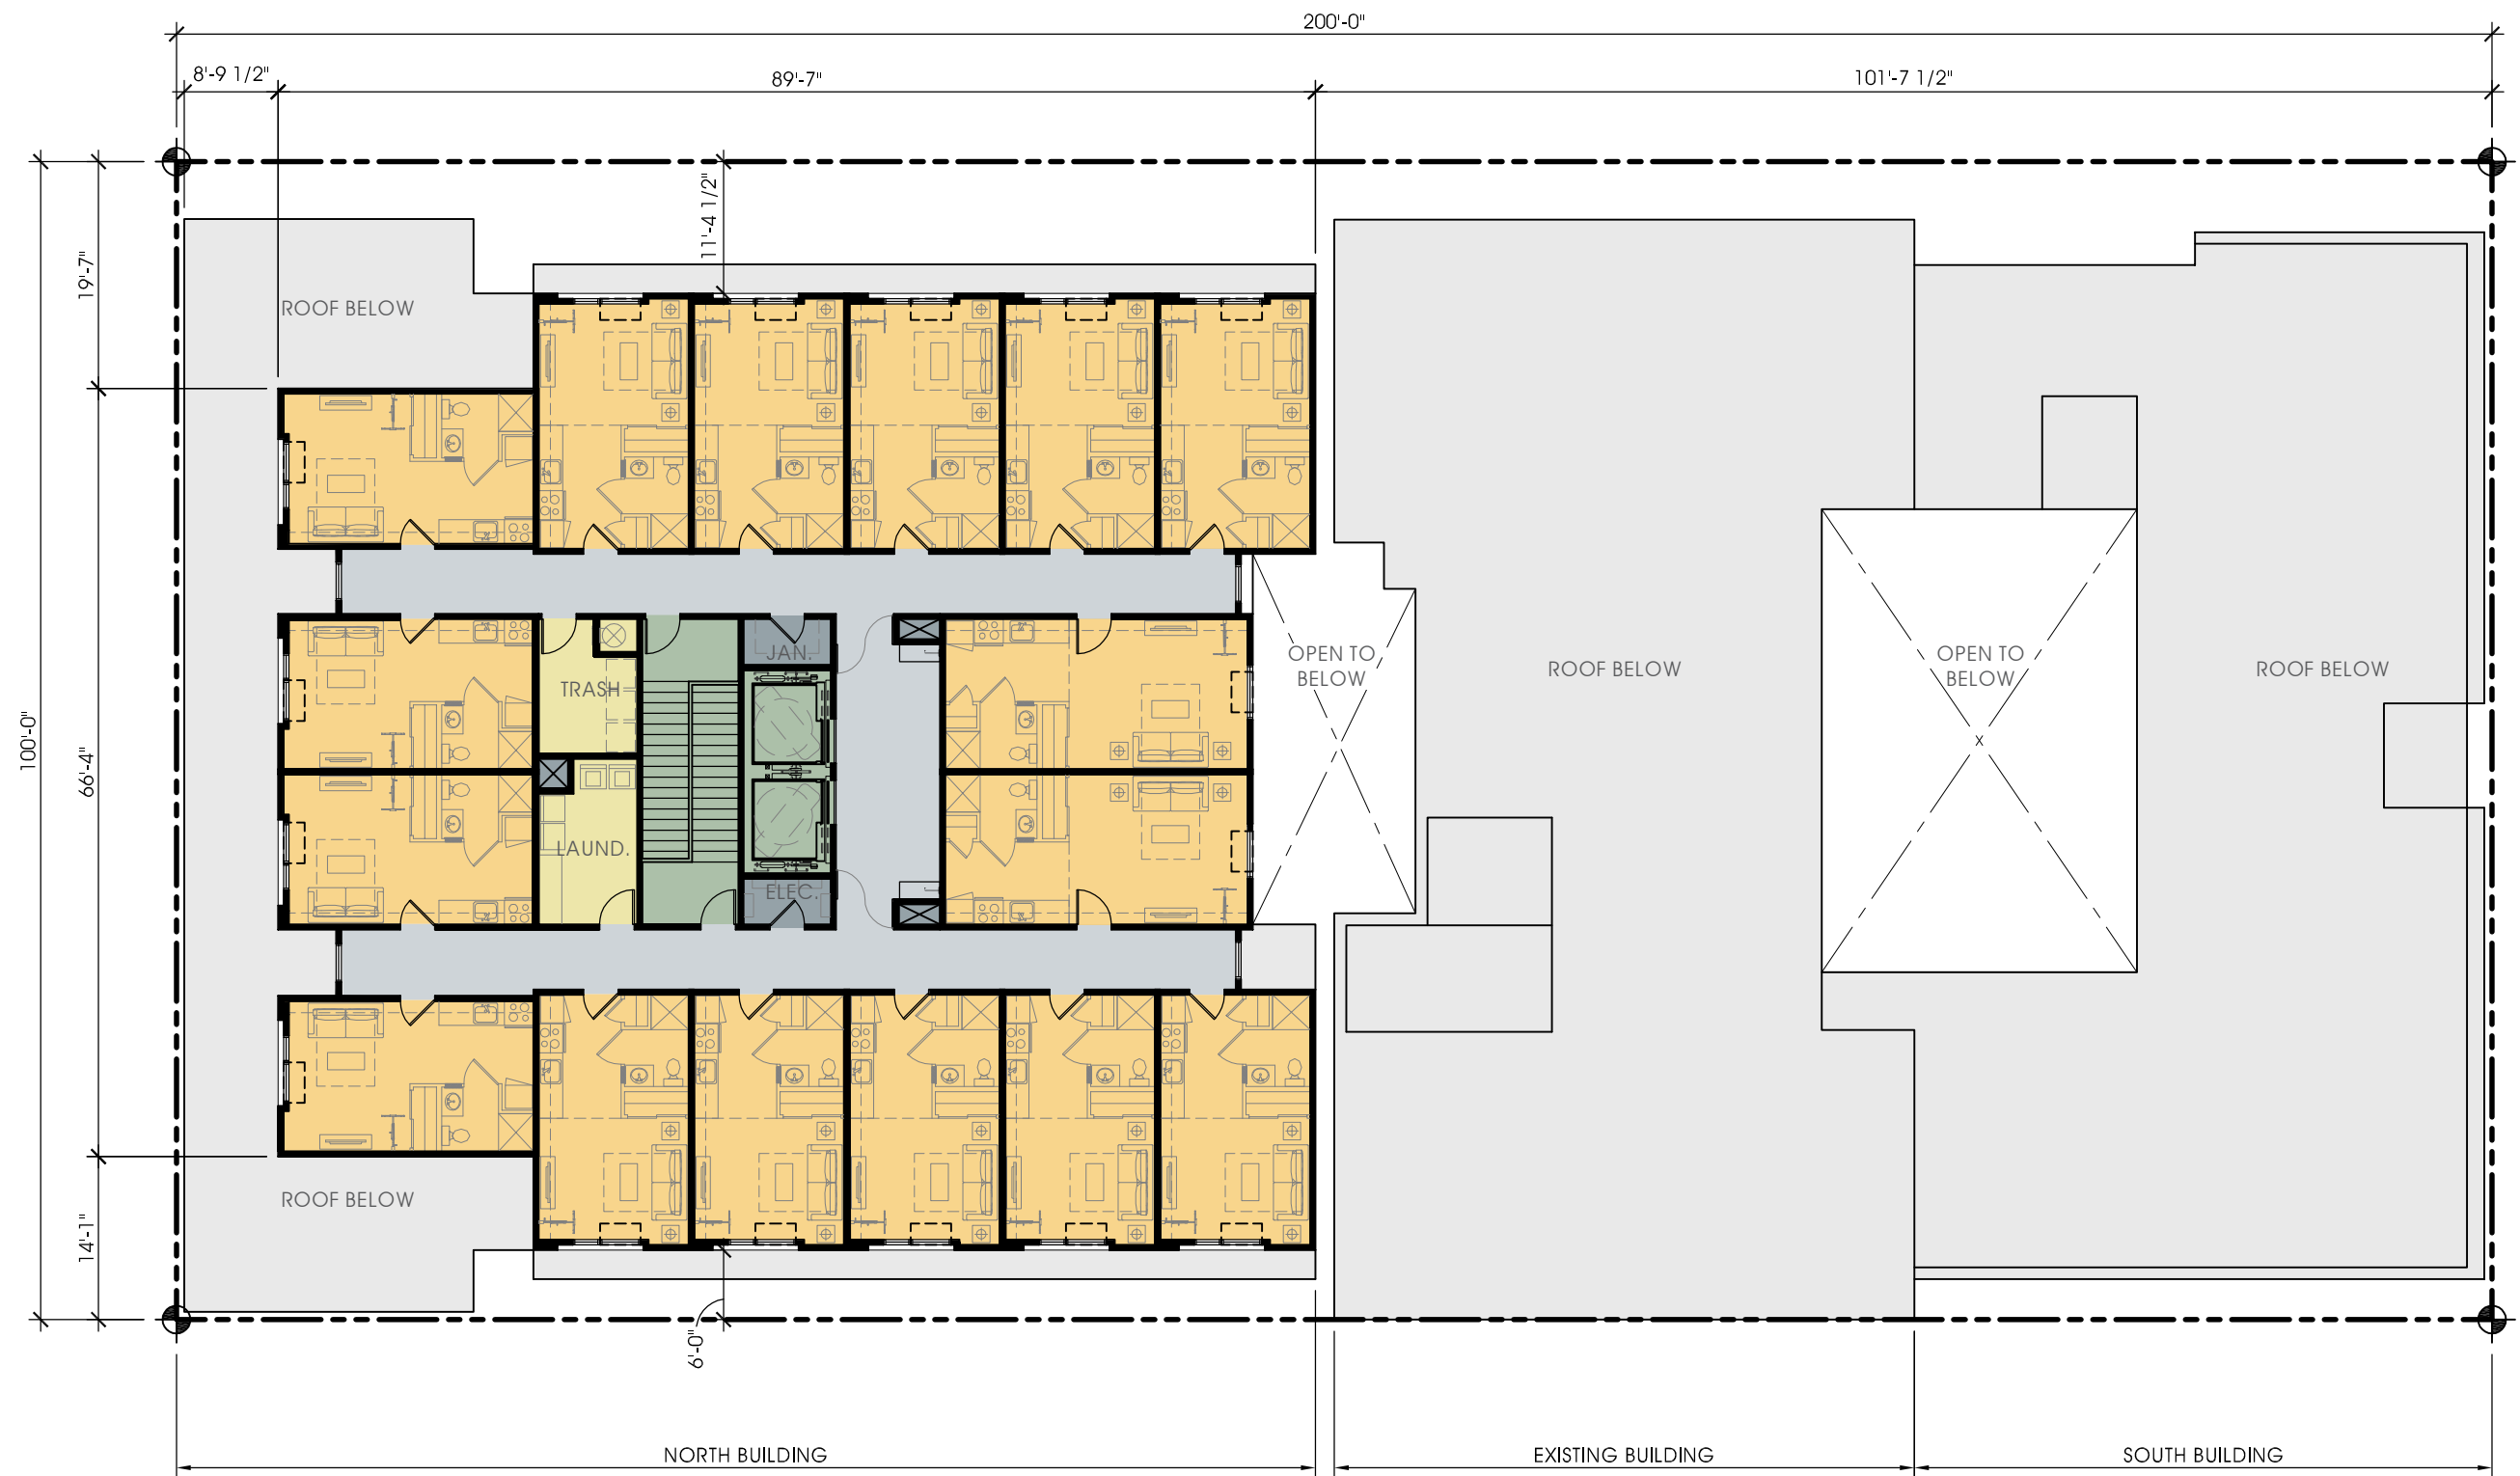 200'-0"
8'-9 1/2"
89'-7"
101'-7 1/2"
11'-4 1/2"
19'-7"
ROOF BELOW
JAN.
OPEN TO
BELOW
ROOF BELOW
OPEN TO
BELOW
ROOF BELOW
TRASH
100'-0"
66'-4"
X
LAUND.
ELEC.
ROOF BELOW
14'-1"
6'-0"
NORTH BUILDING
EXISTING BUILDING
SOUTH BUILDING